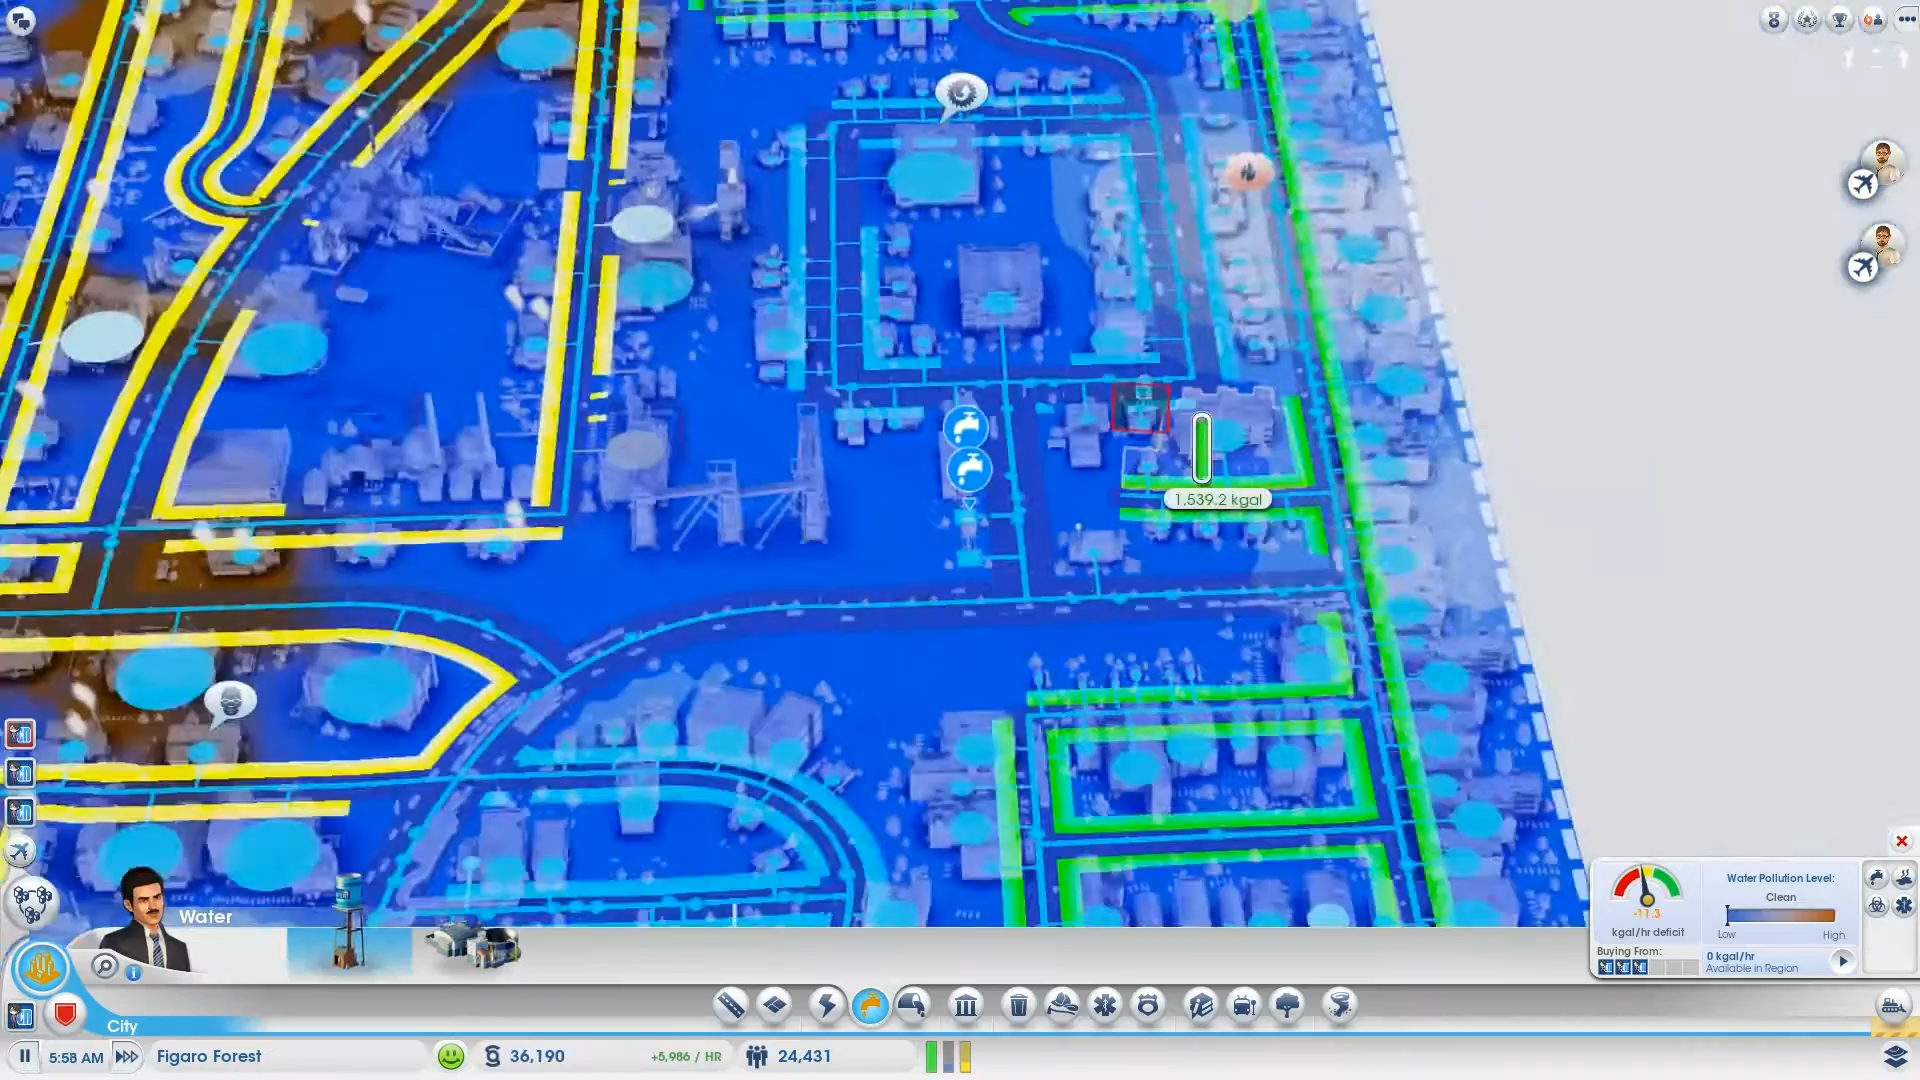 1,539.2 kgal
Water
-11.3
kgal/hr deficit
Water Pollution Level:
Clean
Low
High
Buying From:
0 kgal/hr
Available in Region
City
5:58 AM
Figaro Forest
36,190
+5,986 / HR
24,431